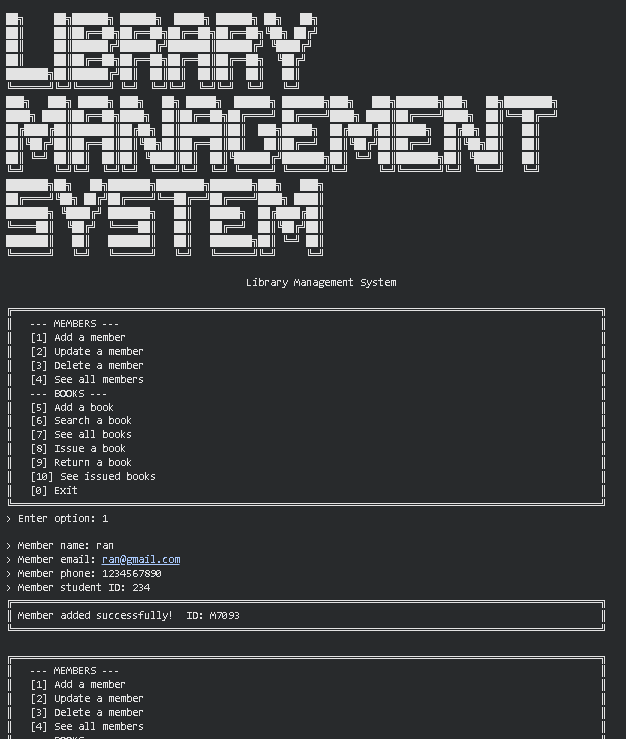 LIBRARY
MANAGEMENT
SYSTEM
Library Management System
--- MEMBERS ---
[1] Add a member
[2] Update a member
[3] Delete a member
[4] See all members
--- BOOKS ---
[5] Add a book
[6] Search a book
[7] See all books
[8] Issue a book
[9] Return a book
[10] See issued books
[0] Exit
> Enter option: 1
> Member name: ran
> Member email: ran@gmail.com
> Member phone: 1234567890
> Member student ID: 234
Member added successfully!  ID: M7093
--- MEMBERS ---
[1] Add a member
[2] Update a member
[3] Delete a member
[4] See all members